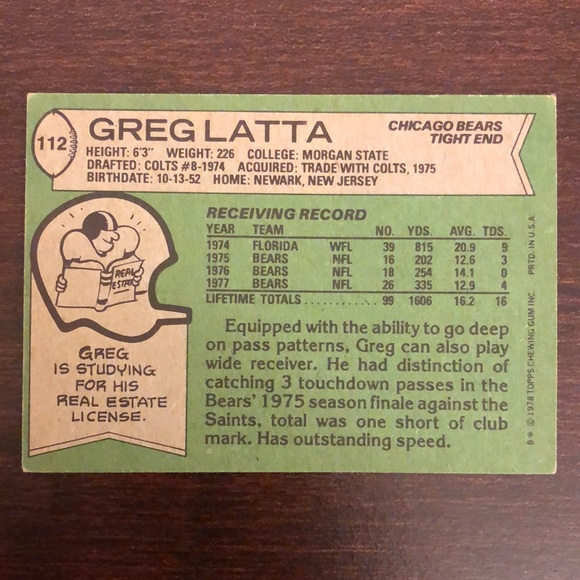 112
GREG LATTA
CHICAGO BEARS
TIGHT END
HEIGHT: 6'3" WEIGHT: 226 COLLEGE: MORGAN STATE
DRAFTED: COLTS #8-1974 ACQUIRED: TRADE WITH COLTS, 1975
BIRTHDATE: 10-13-52 HOME: NEWARK, NEW JERSEY
RECEIVING RECORD
YEAR TEAM NO. YDS. AVG. TDS.
1974 FLORIDA WFL 39 815 20.9 9
1975 BEARS NFL 16 202 12.6 3
1976 BEARS NFL 18 254 14.1 0
1977 BEARS NFL 26 335 12.9 4
LIFETIME TOTALS ........... 99 1606 16.2 16
REAL
ESTATE
GREG
IS STUDYING
FOR HIS
REAL ESTATE
LICENSE.
Equipped with the ability to go deep
on pass patterns, Greg can also play
wide receiver. He had distinction of
catching 3 touchdown passes in the
Bears' 1975 season finale against the
Saints, total was one short of club
mark. Has outstanding speed.
B* © 1978 TOPPS CHEWING GUM INC. PRTD. IN U.S.A.